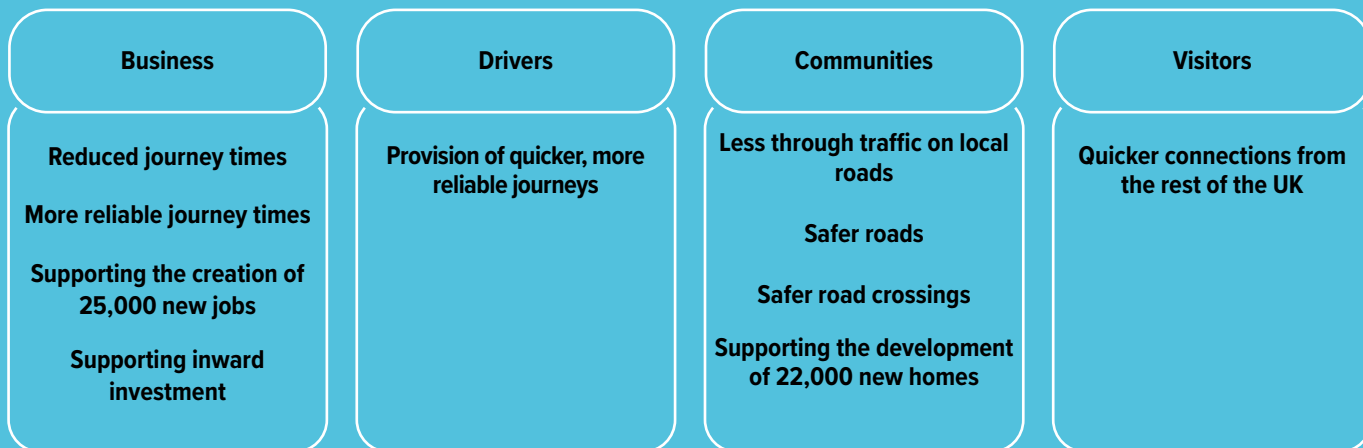 Business
Reduced journey times
More reliable journey times
Supporting the creation of
25,000 new jobs
Supporting inward
investment
Drivers
Provision of quicker, more
reliable journeys
Communities
Less through traffic on local
roads
Safer roads
Safer road crossings
Supporting the development
of 22,000 new homes
Visitors
Quicker connections from
the rest of the UK